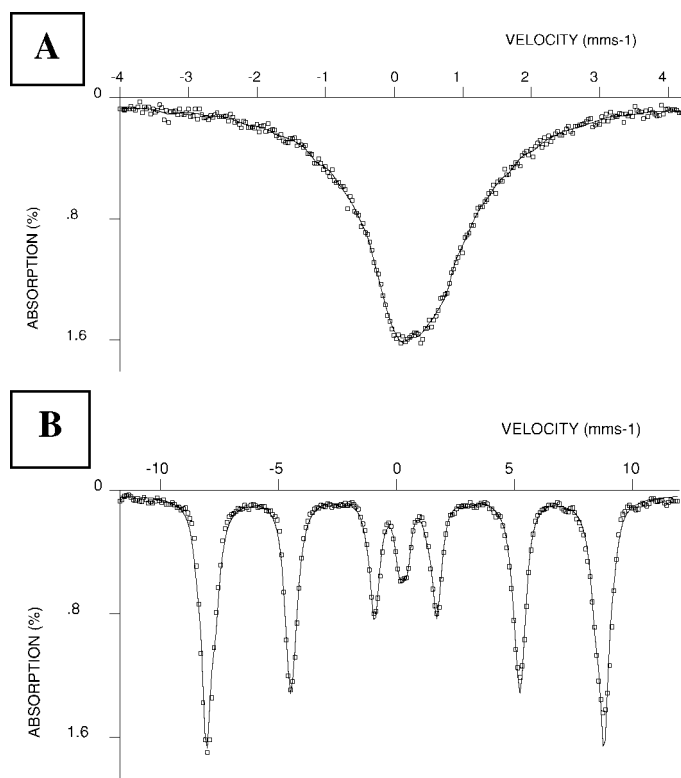 A
VELOCITY (mms-1)
-4 -3 -2 -1 0 1 2 3 4
0
.8
1.6
ABSORPTION (%)
B
VELOCITY (mms-1)
-10 -5 0 5 10
0
.8
1.6
ABSORPTION (%)